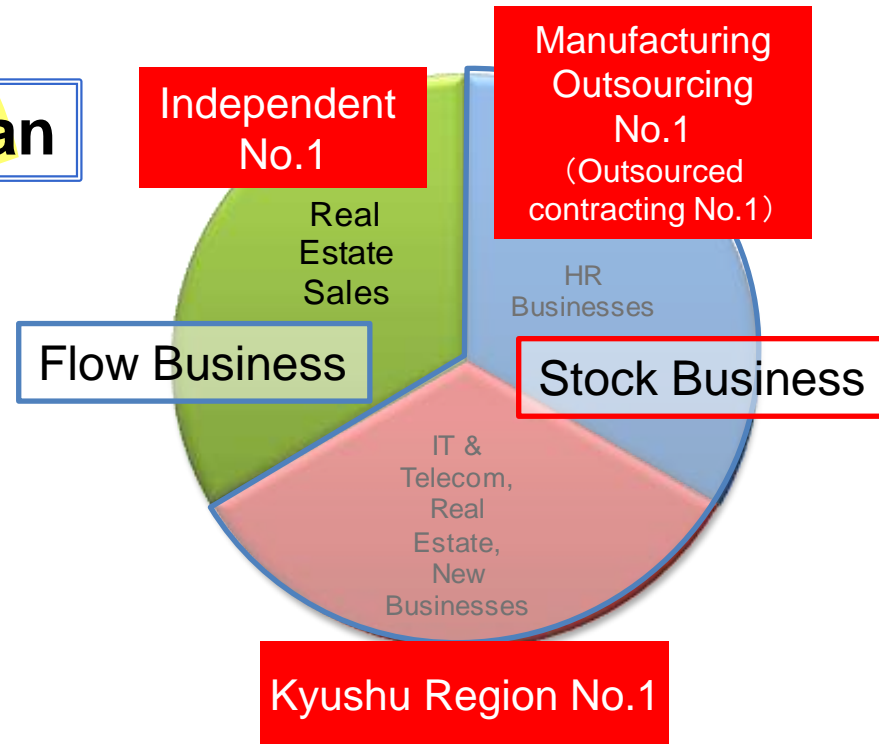 an
Independent
No.1
Manufacturing
Outsourcing
No.1
（Outsourced
contracting No.1）
Real
Estate
Sales
HR
Businesses
Flow Business
Stock Business
IT &
Telecom,
Real
Estate,
New
Businesses
Kyushu Region No.1